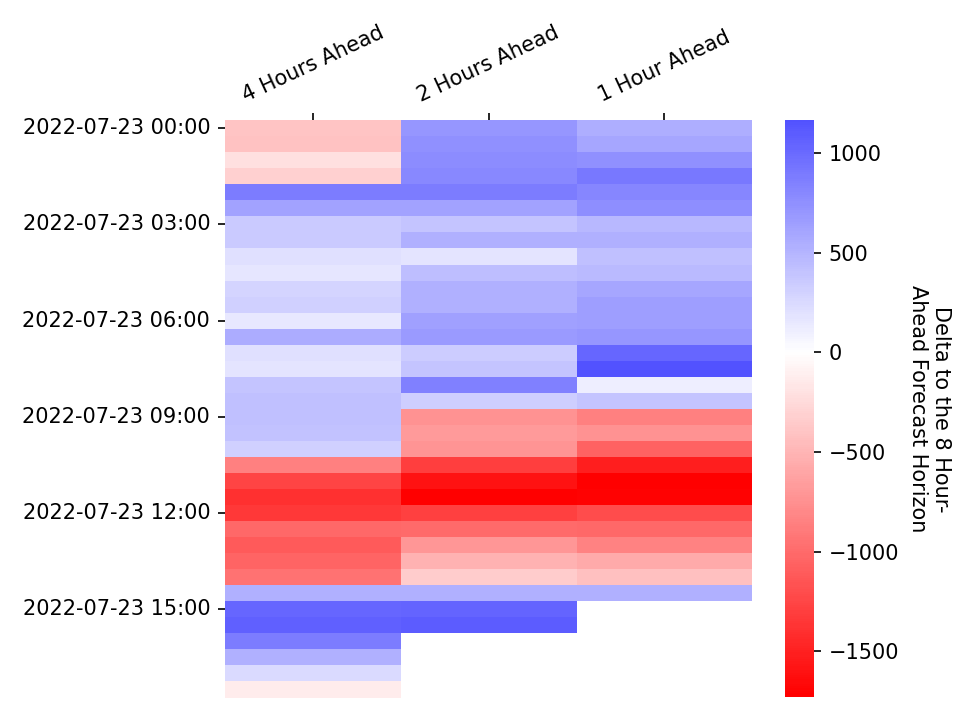 4 Hours Ahead
2 Hours Ahead
1 Hour Ahead
2022-07-23 00:00
2022-07-23 03:00
2022-07-23 06:00
2022-07-23 09:00
2022-07-23 12:00
2022-07-23 15:00
1000
500
0
−500
−1000
−1500
Delta to the 8 Hour-
Ahead Forecast Horizon